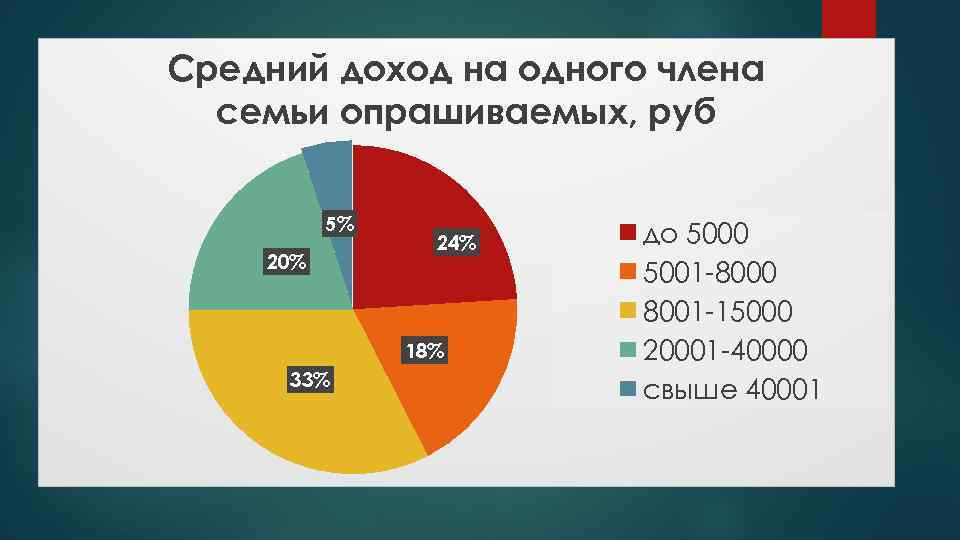 Средний доход на одного члена
семьи опрашиваемых, руб
5%
24%
20%
18%
33%
до 5000
5001-8000
8001-15000
20001-40000
свыше 40001